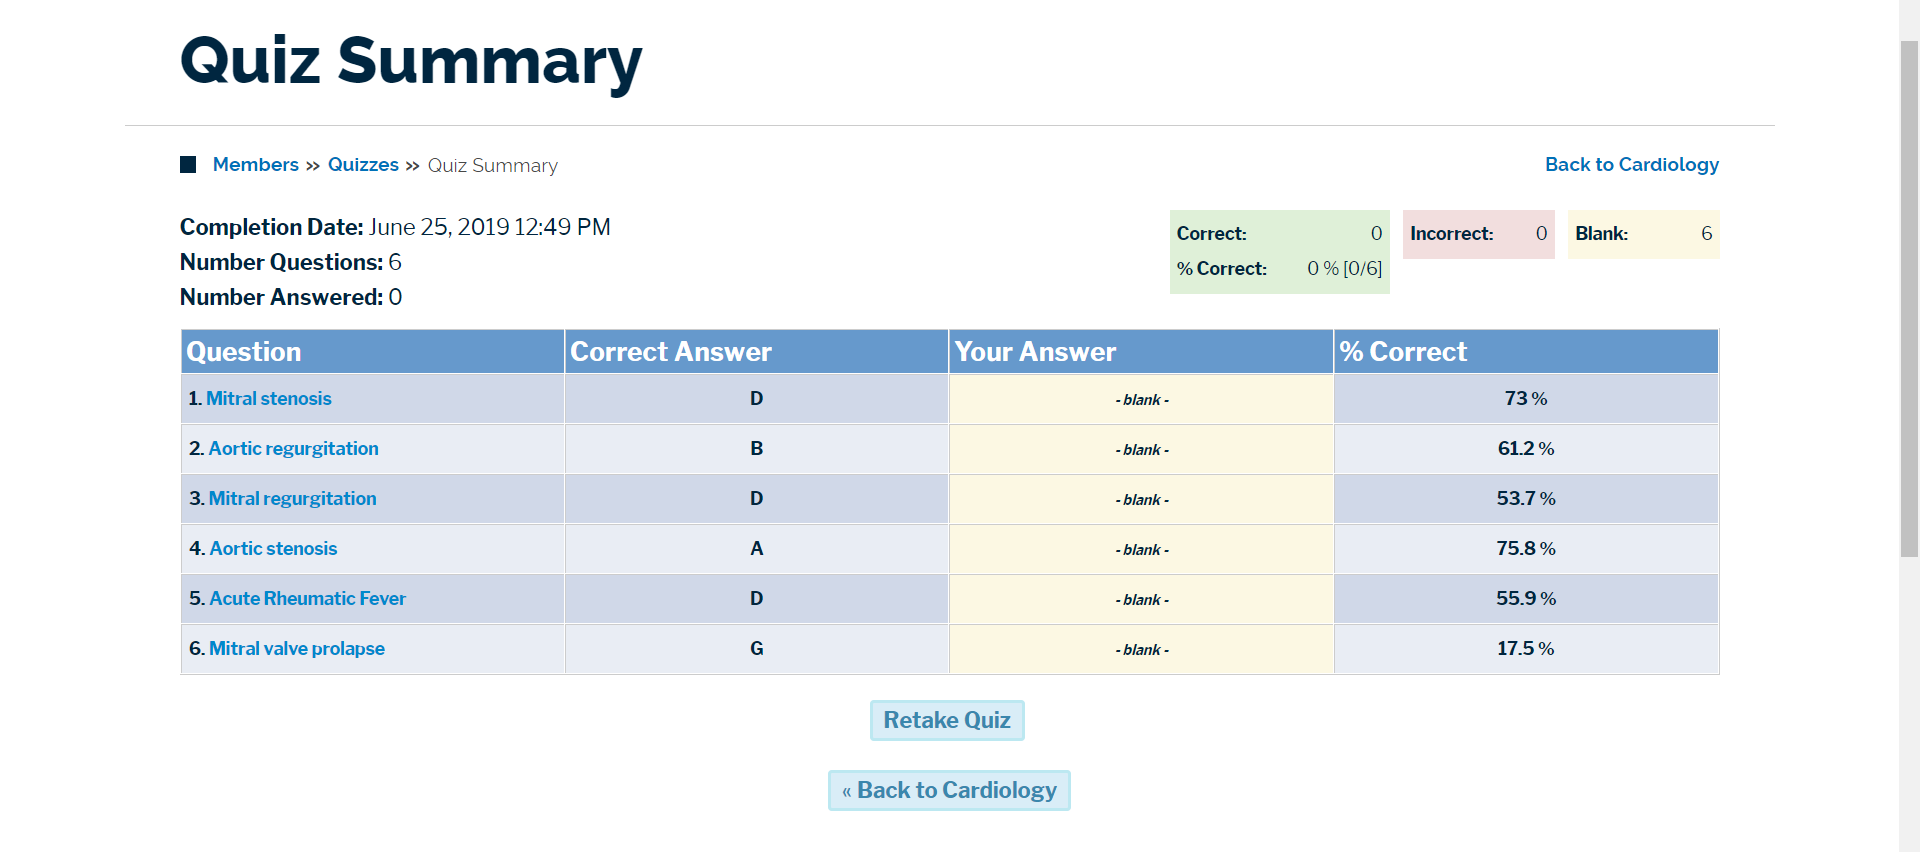 Quiz Summary
Members » Quizzes » Quiz Summary
Back to Cardiology
Completion Date: June 25, 2019 12:49 PM
Number Questions: 6
Number Answered: 0
Correct: 0
% Correct: 0 % [0/6]
Incorrect: 0
Blank: 6
Question Correct Answer Your Answer % Correct
1. Mitral stenosis D - blank - 73 %
2. Aortic regurgitation B - blank - 61.2 %
3. Mitral regurgitation D - blank - 53.7 %
4. Aortic stenosis A - blank - 75.8 %
5. Acute Rheumatic Fever D - blank - 55.9 %
6. Mitral valve prolapse G - blank - 17.5 %
Retake Quiz
« Back to Cardiology